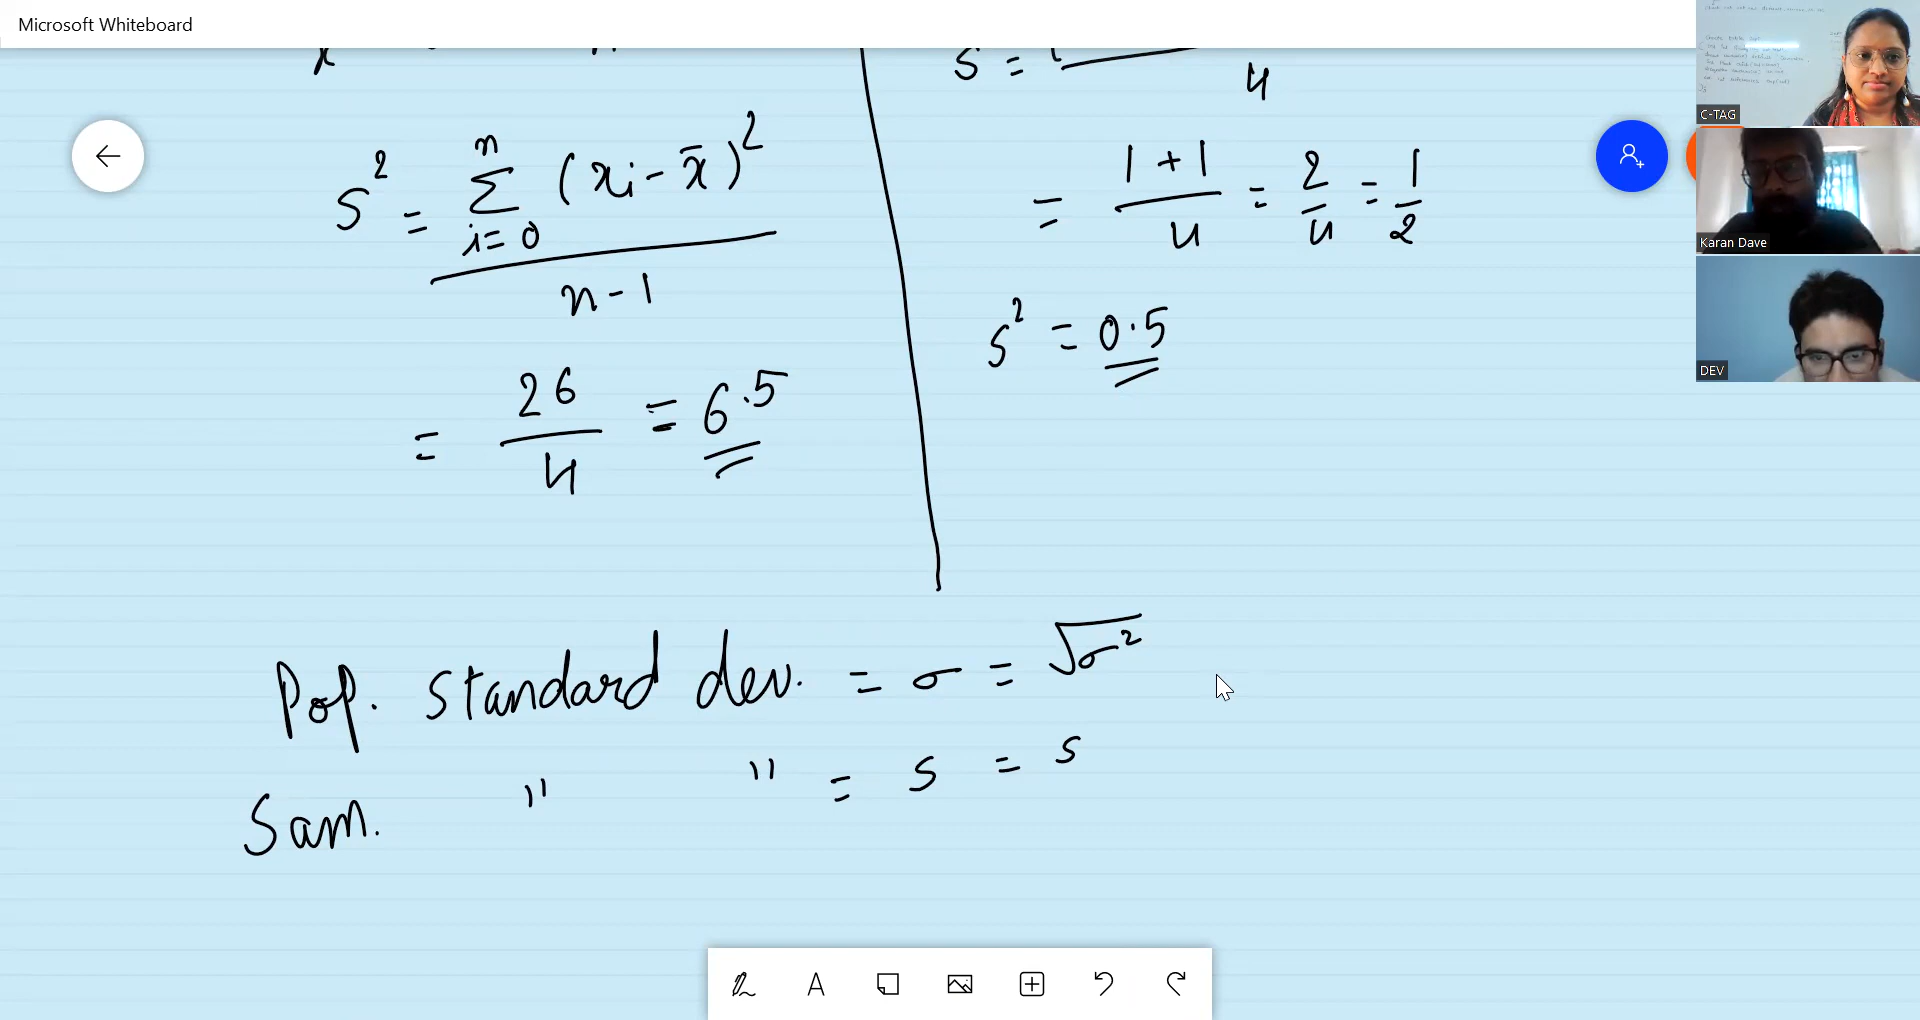 Microsoft Whiteboard
C-TAG
Karan Dave
DEV
S² = Σ (xi - x̄)²
n
i = 0
n - 1
= 26
4
= 6.5
S =
4
= 1 + 1
4
= 2
4
= 1
2
S² = 0.5
Pop. standard dev. = σ = √σ²
Sam. " " = s = s